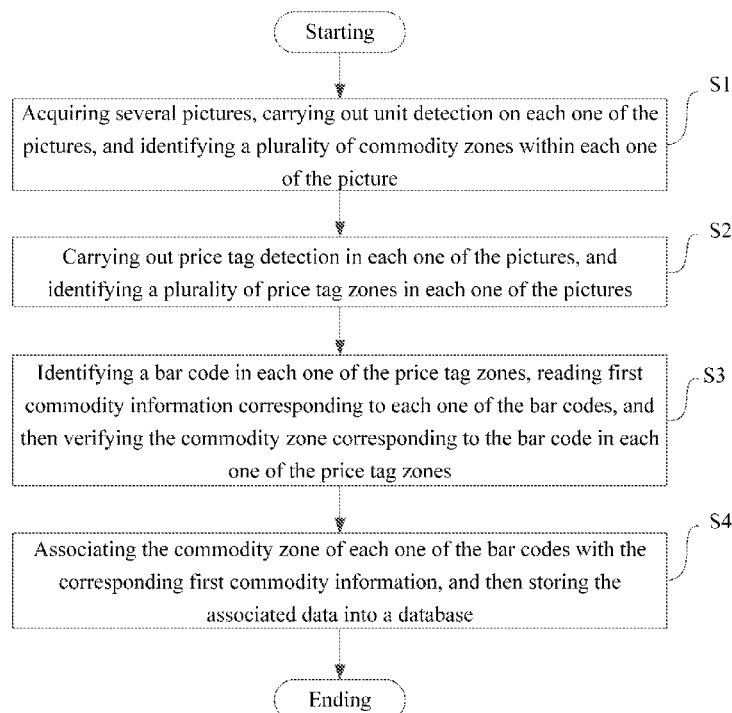 Starting
S1
Acquiring several pictures, carrying out unit detection on each one of the
pictures, and identifying a plurality of commodity zones within each one
of the picture
S2
Carrying out price tag detection in each one of the pictures, and
identifying a plurality of price tag zones in each one of the pictures
S3
Identifying a bar code in each one of the price tag zones, reading first
commodity information corresponding to each one of the bar codes, and
then verifying the commodity zone corresponding to the bar code in each
one of the price tag zones
S4
Associating the commodity zone of each one of the bar codes with the
corresponding first commodity information, and then storing the
associated data into a database
Ending